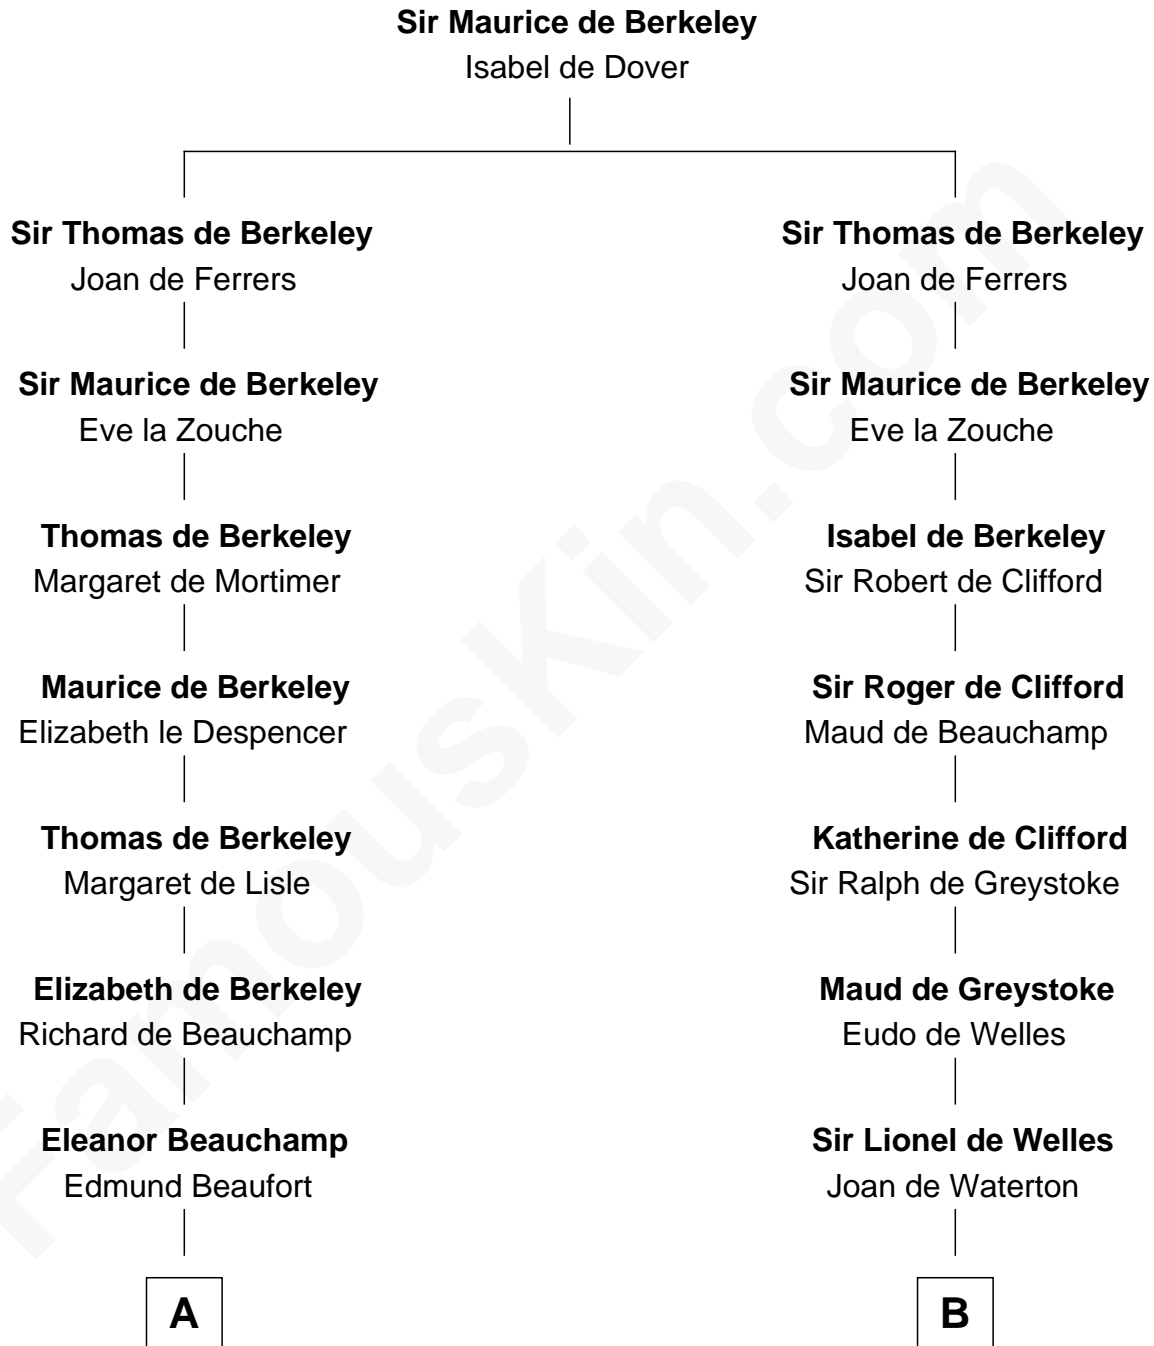 Sir Maurice de Berkeley
Isabel de Dover
Sir Thomas de Berkeley
Joan de Ferrers
Sir Maurice de Berkeley
Eve la Zouche
Thomas de Berkeley
Margaret de Mortimer
Maurice de Berkeley
Elizabeth le Despencer
Thomas de Berkeley
Margaret de Lisle
Elizabeth de Berkeley
Richard de Beauchamp
Eleanor Beauchamp
Edmund Beaufort
A
Sir Thomas de Berkeley
Joan de Ferrers
Sir Maurice de Berkeley
Eve la Zouche
Isabel de Berkeley
Sir Robert de Clifford
Sir Roger de Clifford
Maud de Beauchamp
Katherine de Clifford
Sir Ralph de Greystoke
Maud de Greystoke
Eudo de Welles
Sir Lionel de Welles
Joan de Waterton
B
FamousKin.com